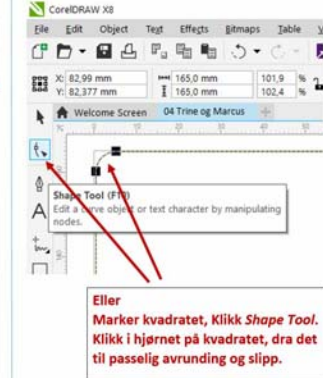 CorelDRAW X8
File Edit Object Text Effects Bitmaps Table
X: 82,99 mm 165,0 mm 101,9 %
Y: 82,377 mm 165,0 mm 102,4 %
Welcome Screen 04 Trine og Marcus
Shape Tool (F10)
Edit a curve object or text character by manipulating
nodes.
Eller
Marker kvadratet, Klikk Shape Tool.
Klikk i hjørnet på kvadratet, dra det
til passelig avrunding og slipp.